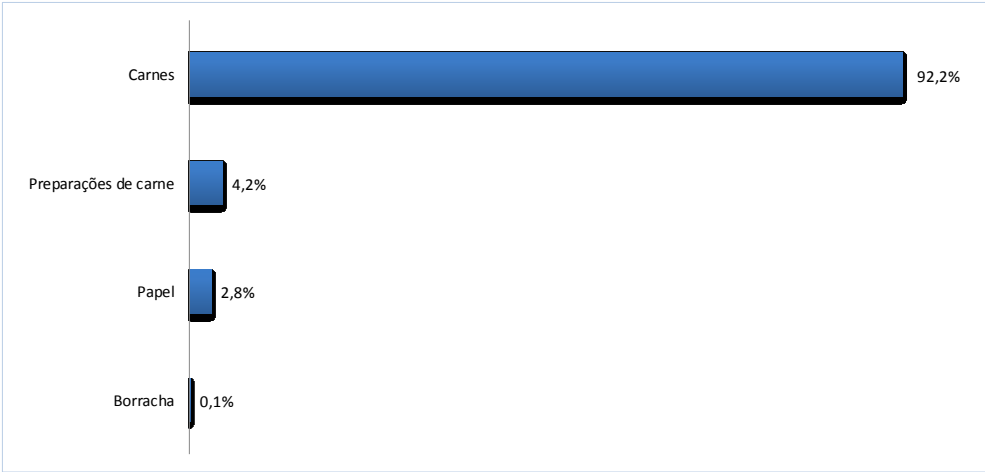 Carnes 92,2%
Preparações de carne 4,2%
Papel 2,8%
Borracha 0,1%